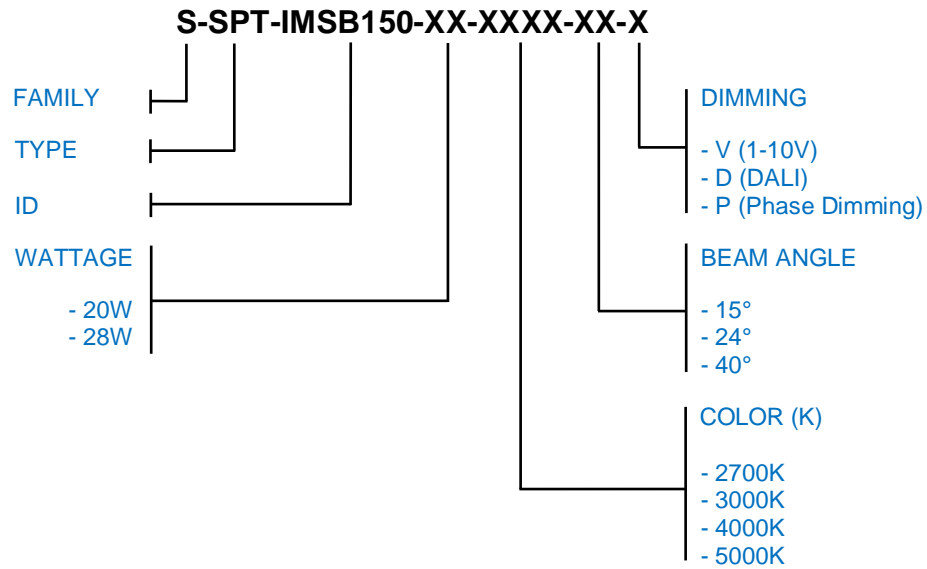 S-SPT-IMSB150-XX-XXXX-XX-X
FAMILY
TYPE
ID
WATTAGE
- 20W
- 28W
DIMMING
- V (1-10V)
- D (DALI)
- P (Phase Dimming)
BEAM ANGLE
- 15°
- 24°
- 40°
COLOR (K)
- 2700K
- 3000K
- 4000K
- 5000K